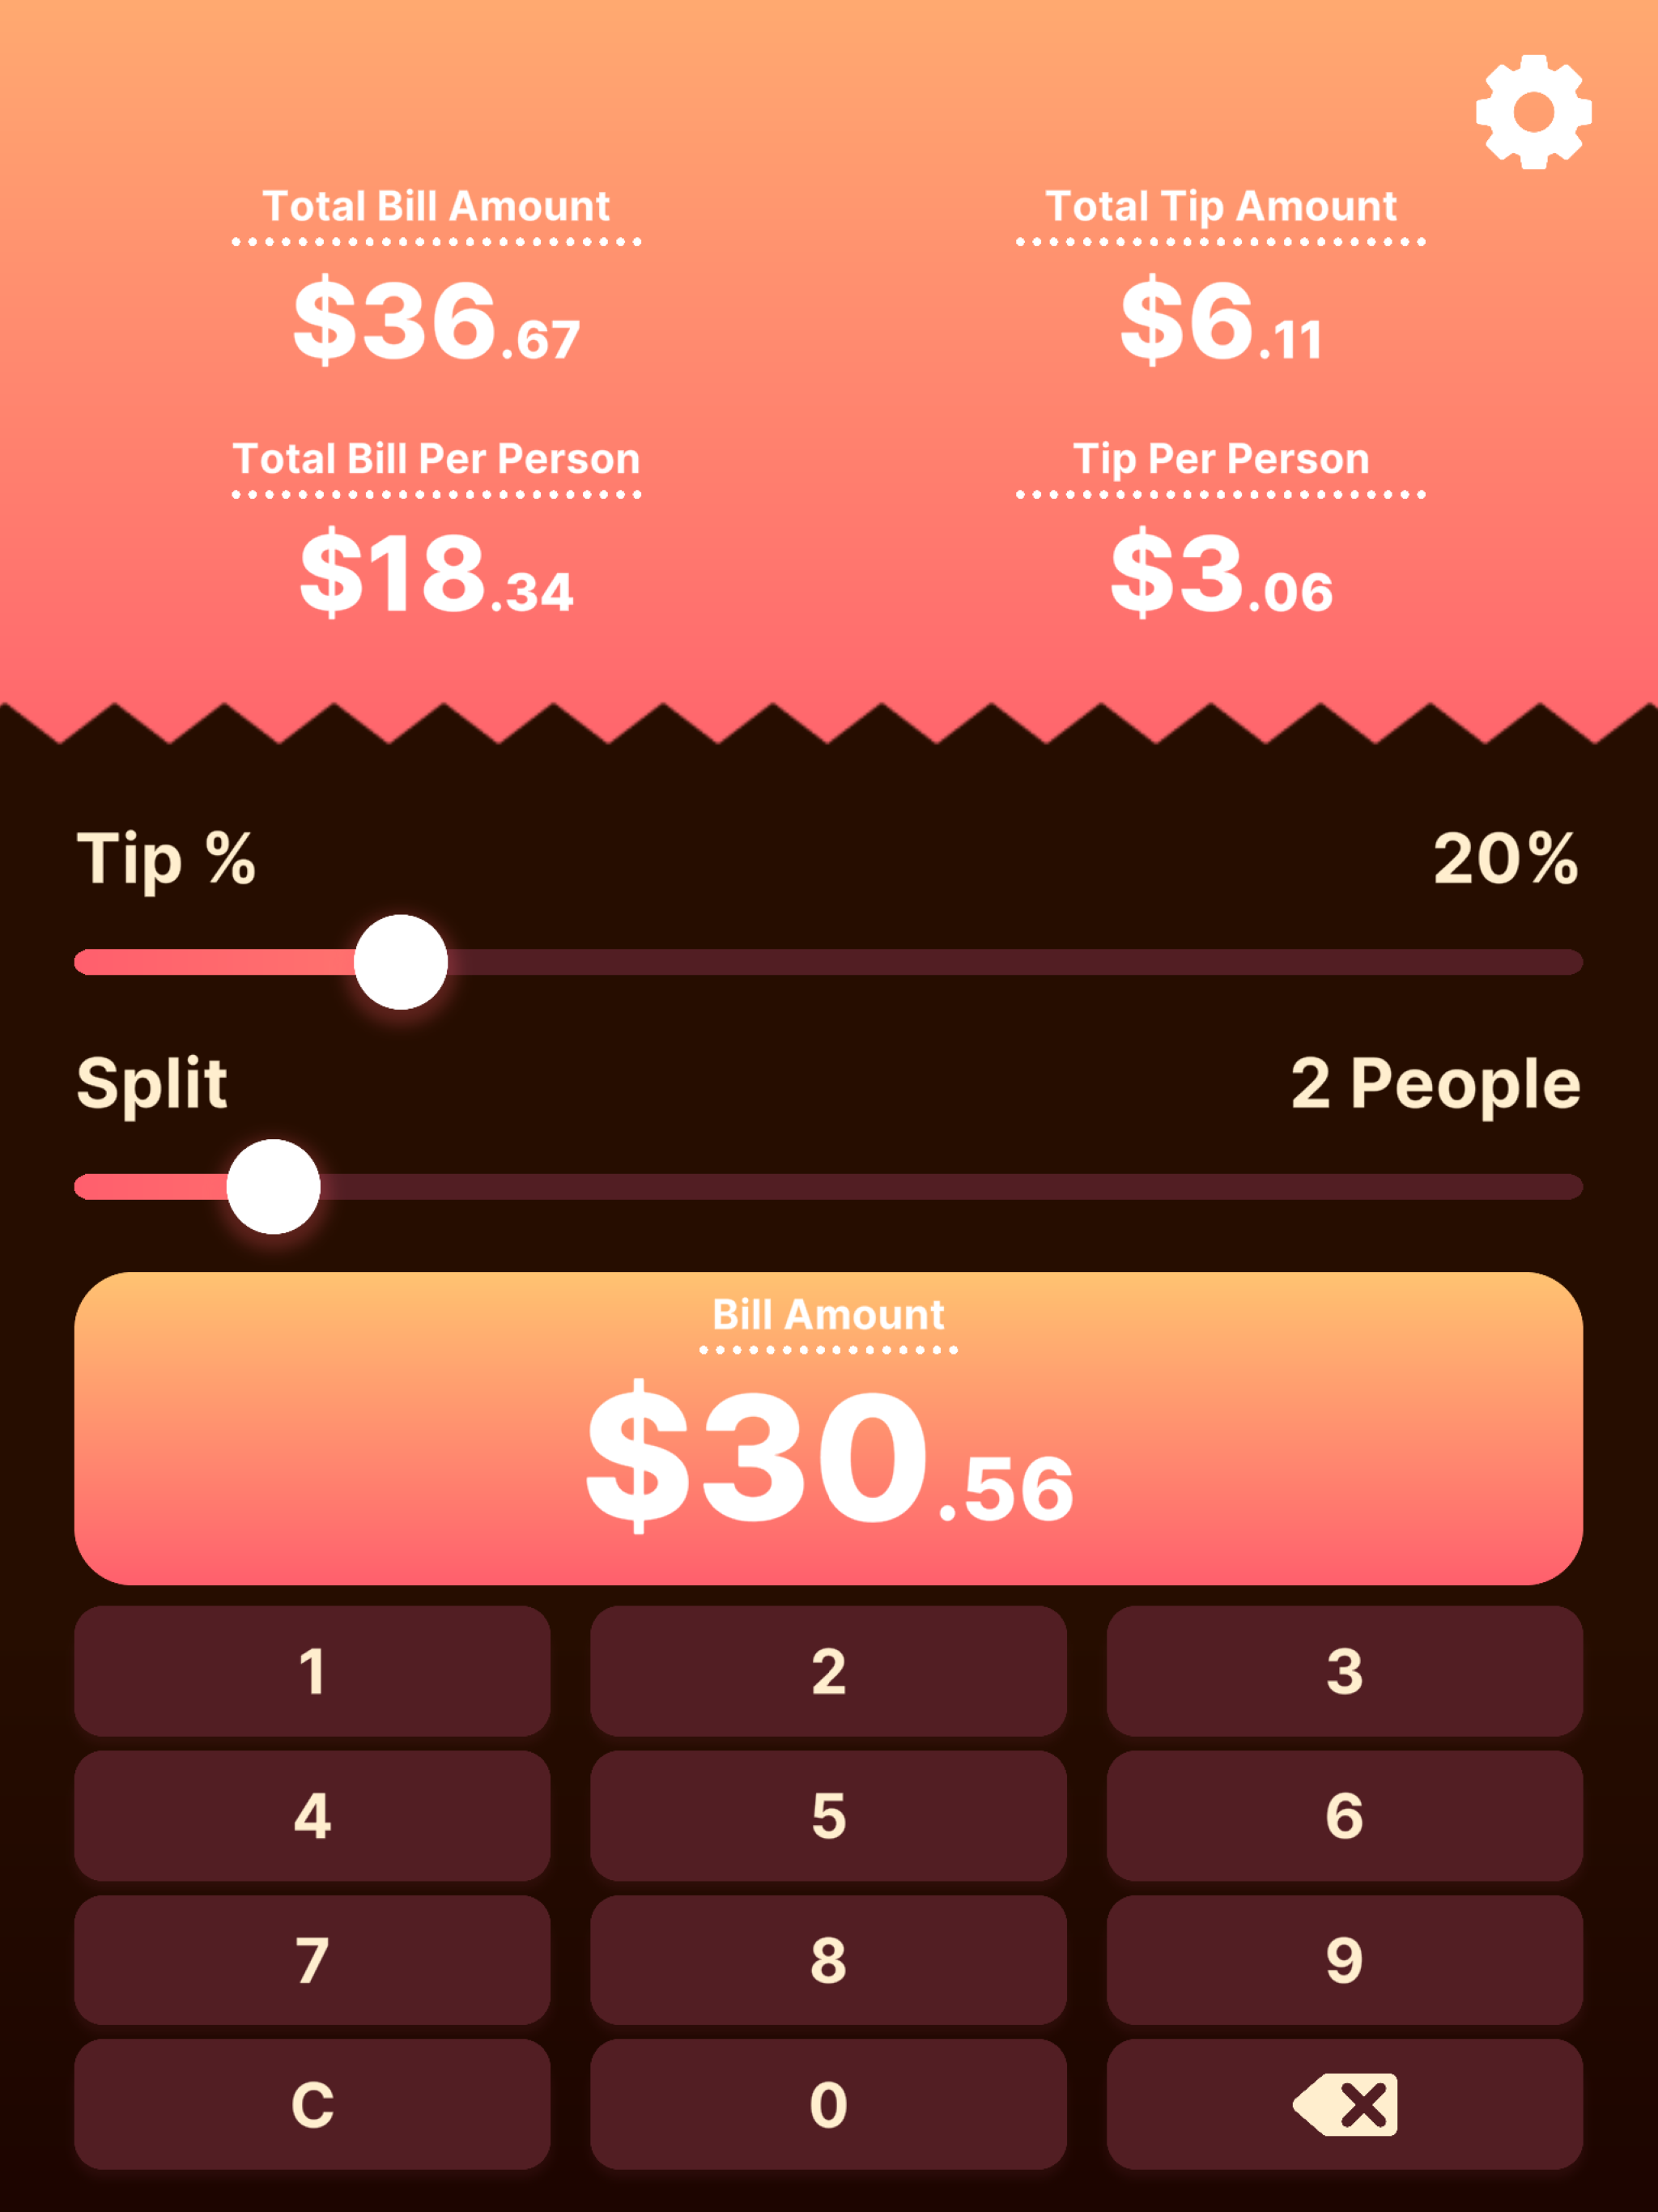 Total Bill Amount
$36.67
Total Tip Amount
$6.11
Total Bill Per Person
$18.34
Tip Per Person
$3.06
Tip % 20%
Split 2 People
Bill Amount
$30.56
1 2 3
4 5 6
7 8 9
C 0